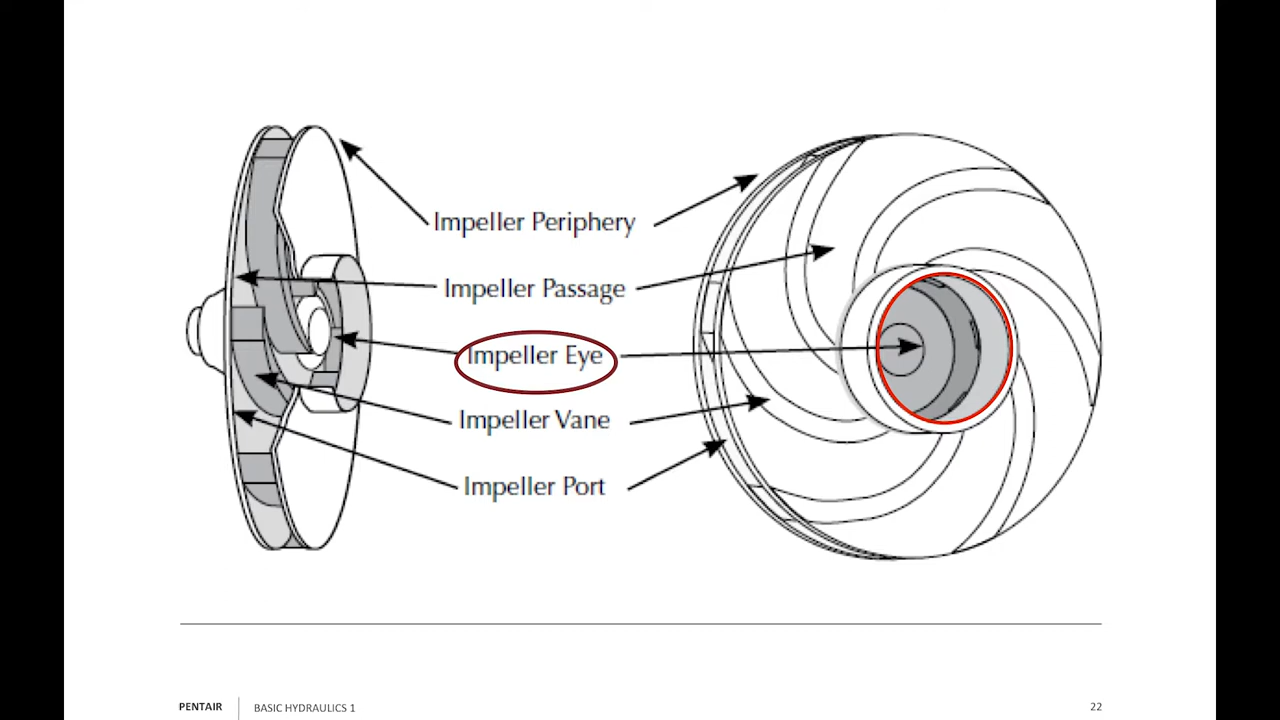 Impeller Periphery
Impeller Passage
Impeller Eye
Impeller Vane
Impeller Port
PENTAIR
BASIC HYDRAULICS 1
22